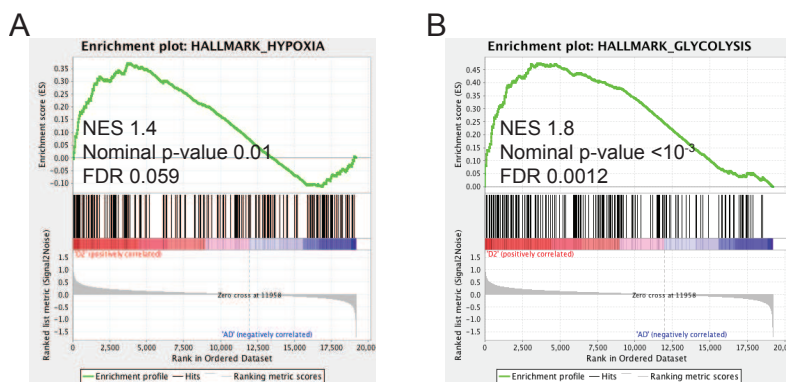 A
Enrichment plot: HALLMARK_HYPOXIA
Enrichment score (ES)
0.35
0.30
0.25
0.20
0.15
0.10
0.05
0.00
-0.05
-0.10
NES 1.4
Nominal p-value 0.01
FDR 0.059
'D2' (positively correlated)
Ranked list metric (Signal2Noise)
1.5
1.0
0.5
0.0
-0.5
-1.0
-1.5
Zero cross at 11958
'AD' (negatively correlated)
0 2,500 5,000 7,500 10,000 12,500 15,000 17,500 20,000
Rank in Ordered Dataset
Enrichment profile Hits Ranking metric scores
B
Enrichment plot: HALLMARK_GLYCOLYSIS
Enrichment score (ES)
0.45
0.40
0.35
0.30
0.25
0.20
0.15
0.10
0.05
0.00
NES 1.8
Nominal p-value <10-3
FDR 0.0012
'D2' (positively correlated)
Ranked list metric (Signal2Noise)
1.5
1.0
0.5
0.0
-0.5
-1.0
-1.5
Zero cross at 11958
'AD' (negatively correlated)
0 2,500 5,000 7,500 10,000 12,500 15,000 17,500 20,000
Rank in Ordered Dataset
Enrichment profile Hits Ranking metric scores